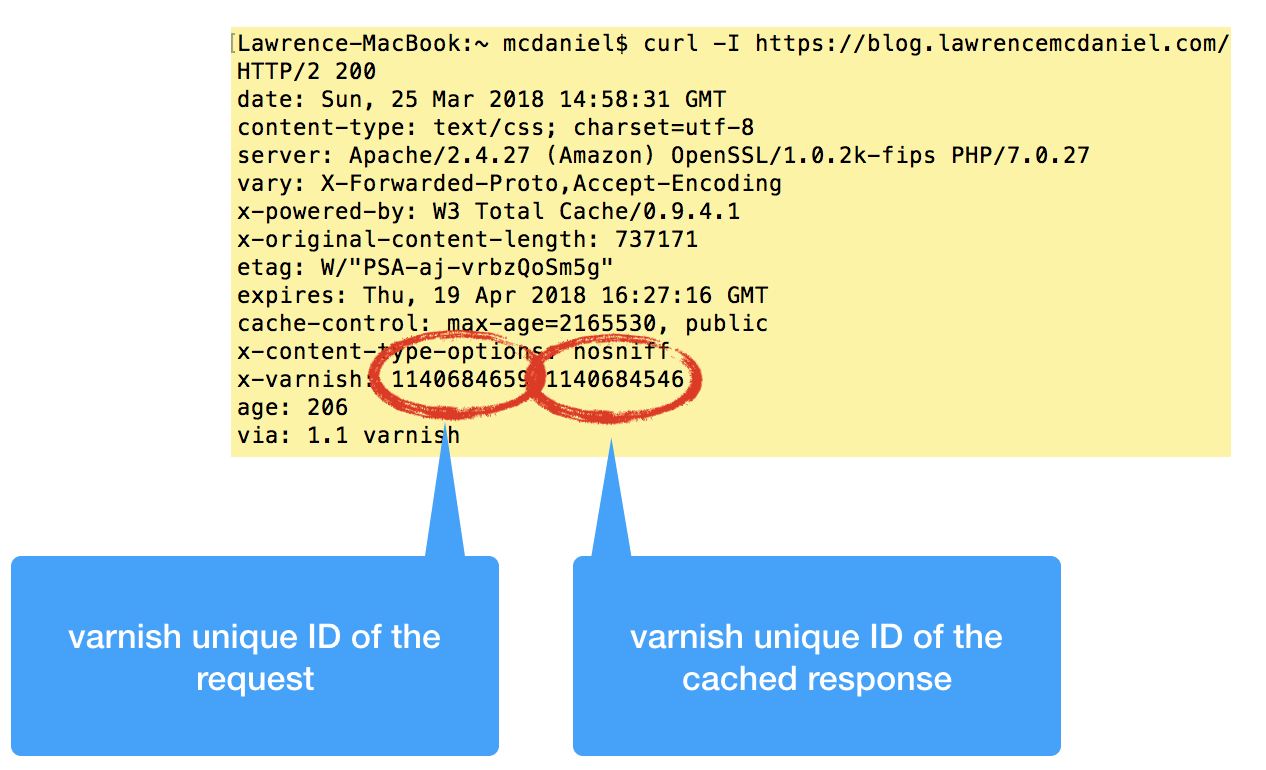 [Lawrence-MacBook:~ mcdaniel$ curl -I https://blog.lawrencemcdaniel.com/
HTTP/2 200
date: Sun, 25 Mar 2018 14:58:31 GMT
content-type: text/css; charset=utf-8
server: Apache/2.4.27 (Amazon) OpenSSL/1.0.2k-fips PHP/7.0.27
vary: X-Forwarded-Proto,Accept-Encoding
x-powered-by: W3 Total Cache/0.9.4.1
x-original-content-length: 737171
etag: W/"PSA-aj-vrbzQoSm5g"
expires: Thu, 19 Apr 2018 16:27:16 GMT
cache-control: max-age=2165530, public
x-content-type-options: nosniff
x-varnish: 1140684659 1140684546
age: 206
via: 1.1 varnish
varnish unique ID of the
request
varnish unique ID of the
cached response